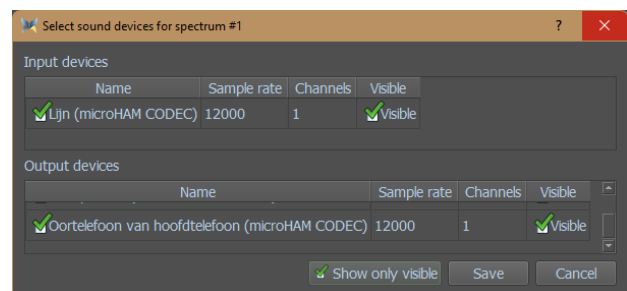 Select sound devices for spectrum #1 ?
Input devices
Name Sample rate Channels Visible
Lijn (microHAM CODEC) 12000 1 Visible
Output devices
Name Sample rate Channels Visible
Oortelefoon van hoofdtelefoon (microHAM CODEC) 12000 1 Visible
Show only visible Save Cancel